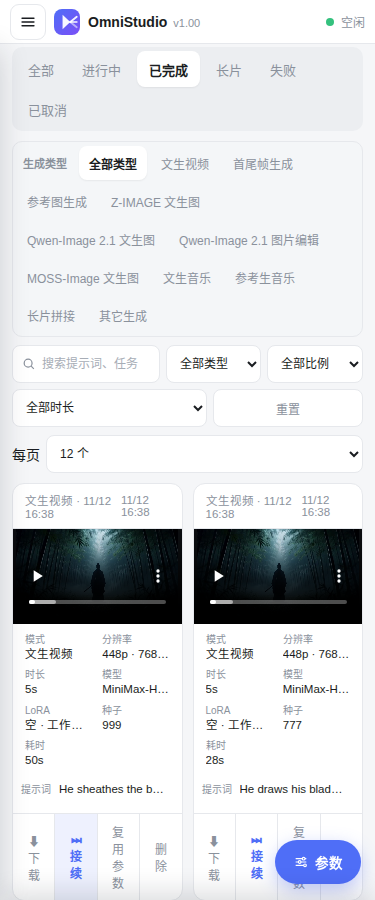 OmniStudio v1.00 空闲
全部 进行中 已完成 长片 失败
已取消
生成类型 全部类型 文生视频 首尾帧生成
参考图生成 Z-IMAGE 文生图
Qwen-Image 2.1 文生图 Qwen-Image 2.1 图片编辑
MOSS-Image 文生图 文生音乐 参考生音乐
长片拼接 其它生成
搜索提示词、任务 全部类型 全部比例
全部时长 重置
每页 12 个
文生视频 · 11/12 16:38
11/12 16:38
模式 分辨率
文生视频 448p · 768…
时长 模型
5s MiniMax-H…
LoRA 种子
空 · 工作… 999
耗时
50s
提示词 He sheathes the b…
下载 接续 复用参数 删除
文生视频 · 11/12 16:38
11/12 16:38
模式 分辨率
文生视频 448p · 768…
时长 模型
5s MiniMax-H…
LoRA 种子
空 · 工作… 777
耗时
28s
提示词 He draws his blad…
下载 接续 复 数
参数